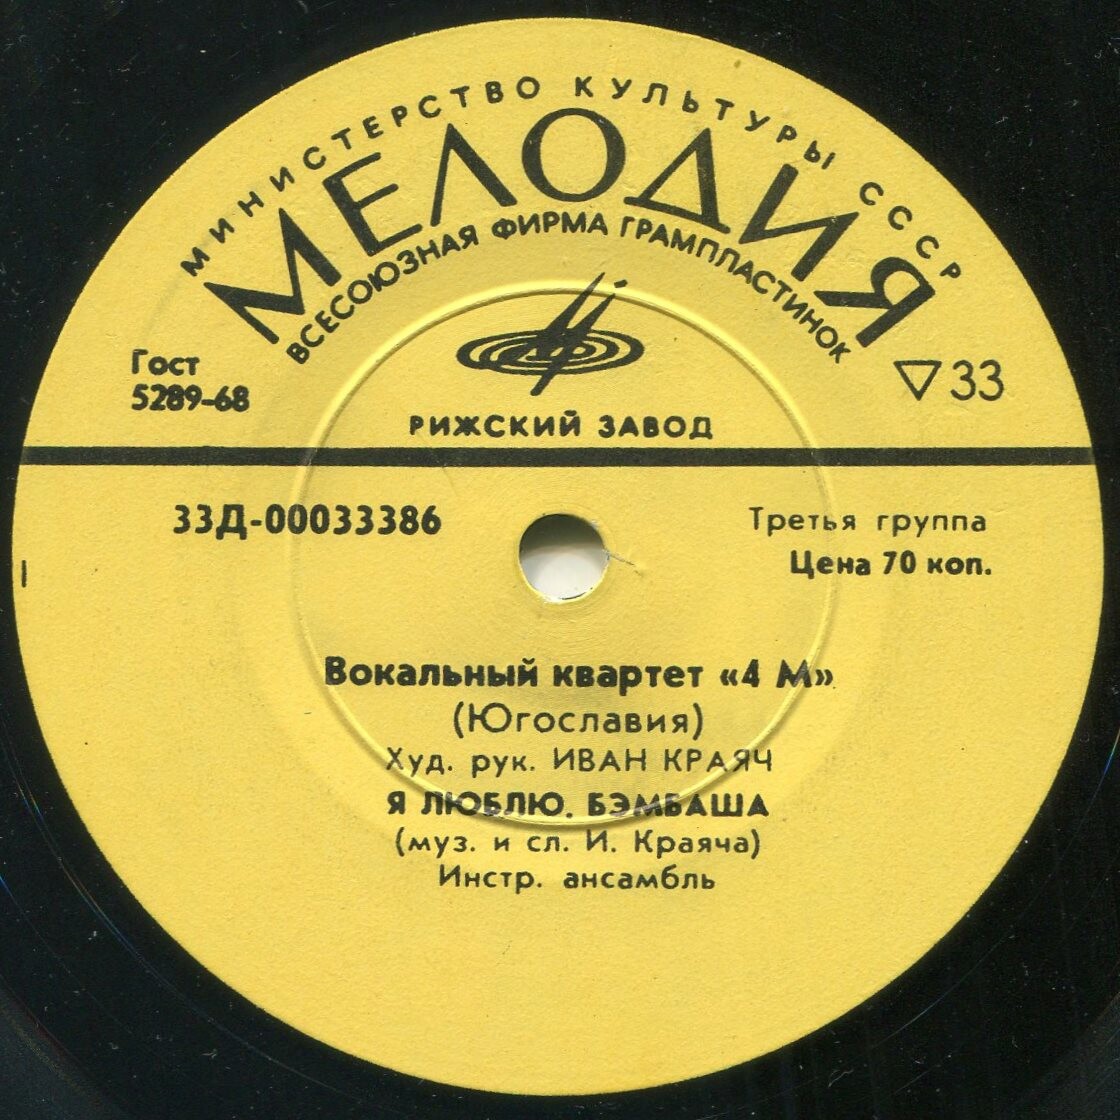 МИНИСТЕРСТВО КУЛЬТУРЫ СССР
МЕЛОДИЯ
ВСЕСОЮЗНАЯ ФИРМА ГРАМПЛАСТИНОК
Гост
5289-68
▽33
РИЖСКИЙ ЗАВОД
33Д-00033386
Третья группа
Цена 70 коп.
Вокальный квартет «4 М»
(Югославия)
Худ. рук. ИВАН КРАЯЧ
Я ЛЮБЛЮ. БЭМБАША
(муз. и сл. И. Краяча)
Инстр. ансамбль